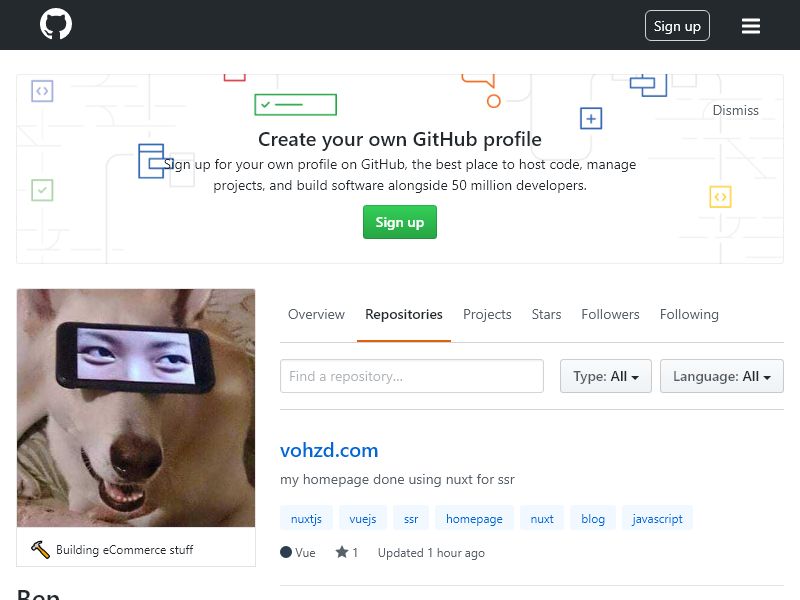 Sign up
Dismiss
Create your own GitHub profile
Sign up for your own profile on GitHub, the best place to host code, manage
projects, and build software alongside 50 million developers.
Sign up
Overview Repositories Projects Stars Followers Following
Find a repository…
Type: All
Language: All
vohzd.com
my homepage done using nuxt for ssr
nuxtjs vuejs ssr homepage nuxt blog javascript
Vue 1 Updated 1 hour ago
Building eCommerce stuff
Ben